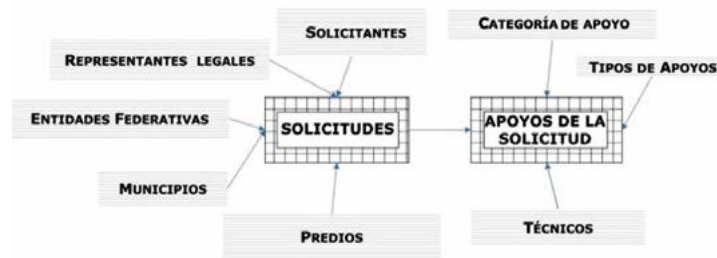 SOLICITANTES
CATEGORÍA DE APOYO
REPRESENTANTES LEGALES
TIPOS DE APOYOS
ENTIDADES FEDERATIVAS
SOLICITUDES
APOYOS DE LA
SOLICITUD
MUNICIPIOS
PREDIOS
TÉCNICOS